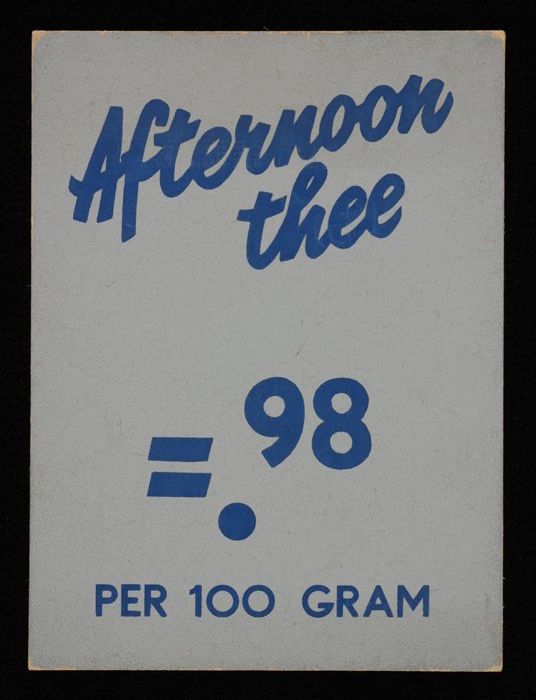 Afternoon
thee
=.98
PER 100 GRAM